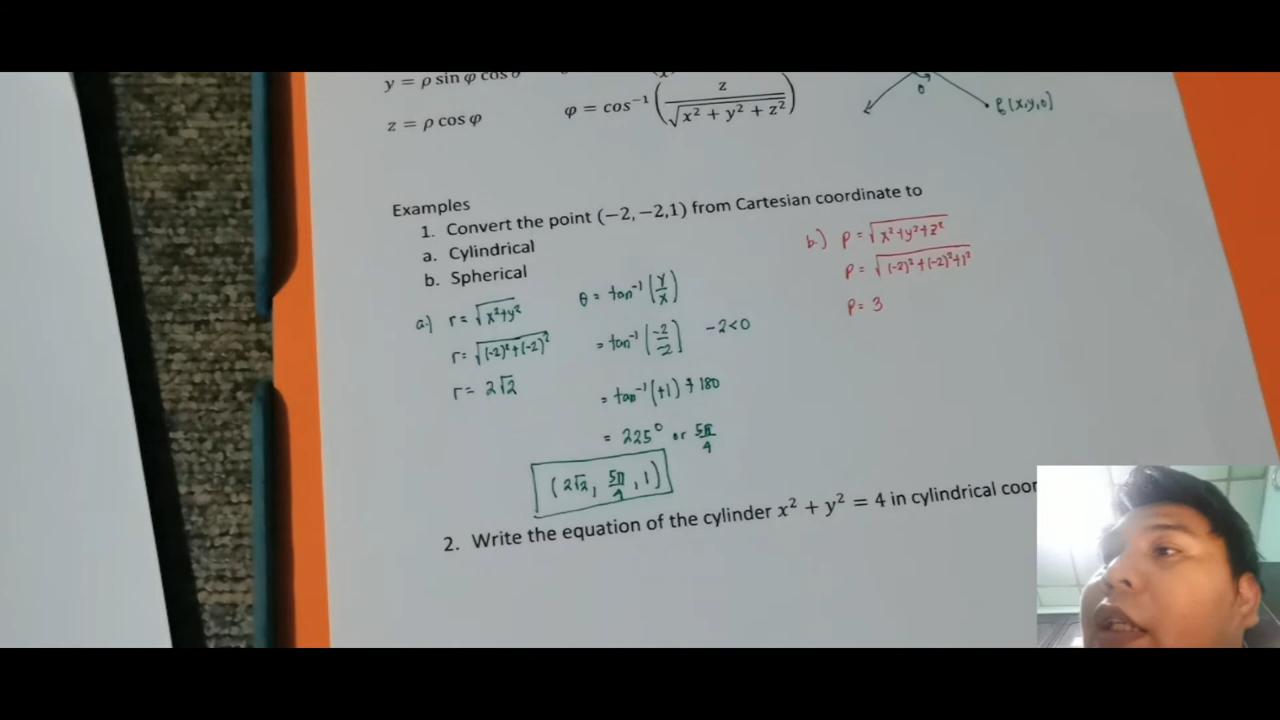 y = ρ sin φ cos θ
z = ρ cos φ
φ = cos⁻¹ (z / √(x² + y² + z²))
(x,y,0)
Examples
1. Convert the point (−2, −2,1) from Cartesian coordinate to
a. Cylindrical
b. Spherical
a.) r = √x²+y²
r = √(-2)²+(-2)²
r = 2√2
θ = tan⁻¹ (y/x)
= tan⁻¹ (-2/-2) -2<0
= tan⁻¹ (+1) + 180
= 225° or 5π/4
(2√2, 5π/4, 1)
b.) ρ = √x²+y²+z²
ρ = √(-2)²+(-2)²+1²
ρ = 3
2. Write the equation of the cylinder x² + y² = 4 in cylindrical coor